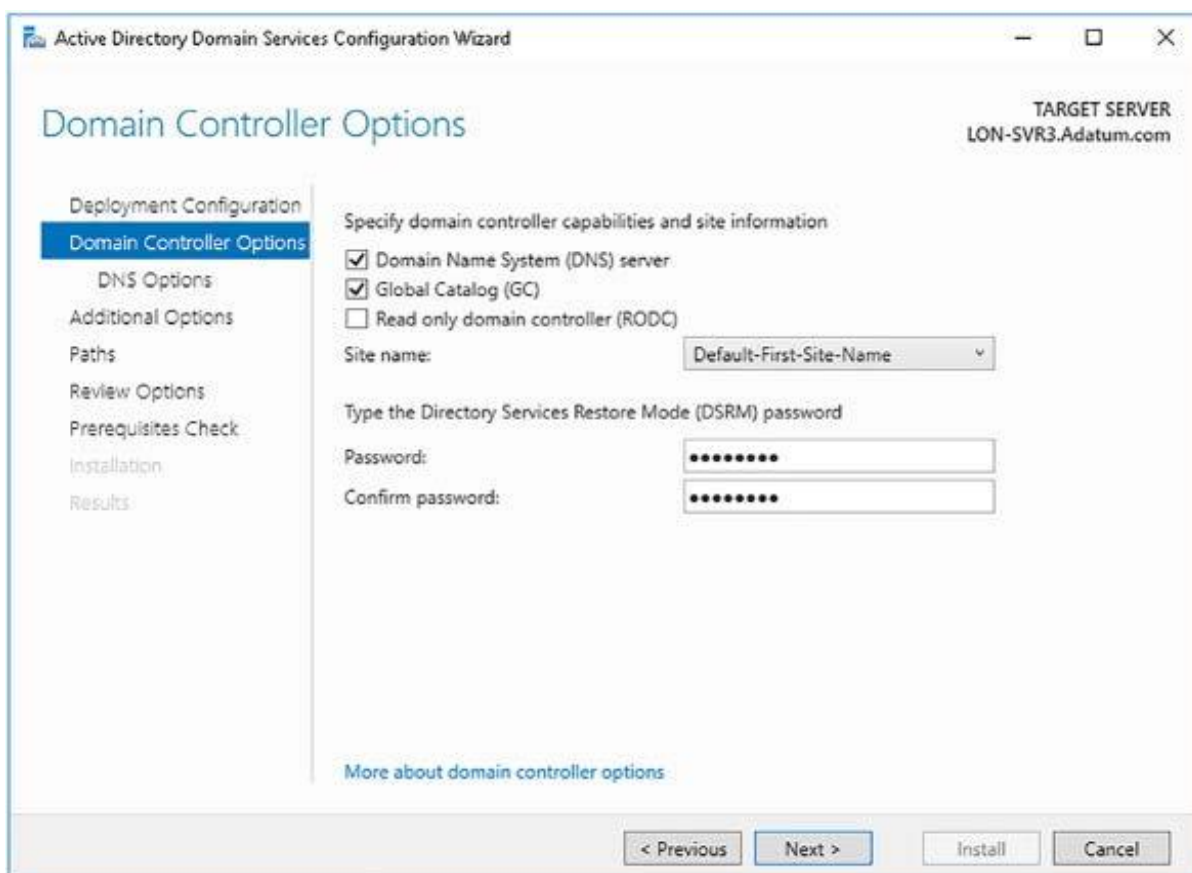 Active Directory Domain Services Configuration Wizard
Domain Controller Options
TARGET SERVER
LON-SVR3.Adatum.com
Deployment Configuration
Domain Controller Options
DNS Options
Additional Options
Paths
Review Options
Prerequisites Check
Installation
Results
Specify domain controller capabilities and site information
Domain Name System (DNS) server
Global Catalog (GC)
Read only domain controller (RODC)
Site name: Default-First-Site-Name
Type the Directory Services Restore Mode (DSRM) password
Password: ●●●●●●●●
Confirm password: ●●●●●●●●
More about domain controller options
< Previous Next > Install Cancel